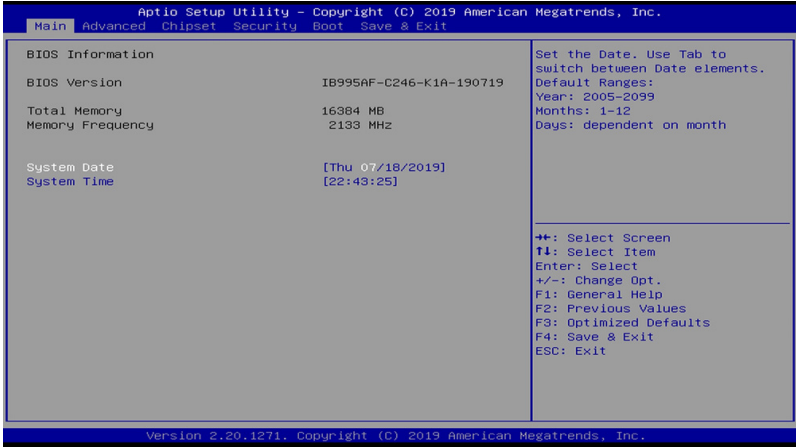 Aptio Setup Utility – Copyright (C) 2019 American Megatrends, Inc.
Main Advanced Chipset Security Boot Save & Exit
BIOS Information
BIOS Version IB995AF-C246-K1A-190719
Total Memory 16384 MB
Memory Frequency 2133 MHz
System Date [Thu 07/18/2019]
System Time [22:43:25]
Set the Date. Use Tab to
switch between Date elements.
Default Ranges:
Year: 2005-2099
Months: 1-12
Days: dependent on month
→←: Select Screen
↑↓: Select Item
Enter: Select
+/-: Change Opt.
F1: General Help
F2: Previous Values
F3: Optimized Defaults
F4: Save & Exit
ESC: Exit
Version 2.20.1271. Copyright (C) 2019 American Megatrends, Inc.